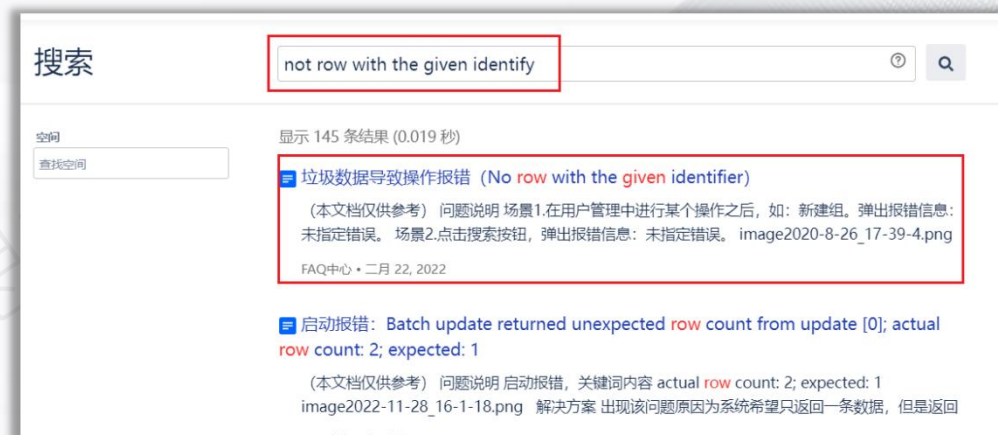 搜索
not row with the given identify
空间
查找空间
显示 145 条结果 (0.019 秒)
垃圾数据导致操作报错（No row with the given identifier）
（本文档仅供参考） 问题说明 场景1.在用户管理中进行某个操作之后，如：新建组。弹出报错信息：
未指定错误。 场景2.点击搜索按钮，弹出报错信息：未指定错误。 image2020-8-26_17-39-4.png
FAQ中心 • 二月 22, 2022
启动报错：Batch update returned unexpected row count from update [0]; actual
row count: 2; expected: 1
（本文档仅供参考） 问题说明 启动报错，关键词内容 actual row count: 2; expected: 1
image2022-11-28_16-1-18.png 解决方案 出现该问题原因为系统希望只返回一条数据，但是返回